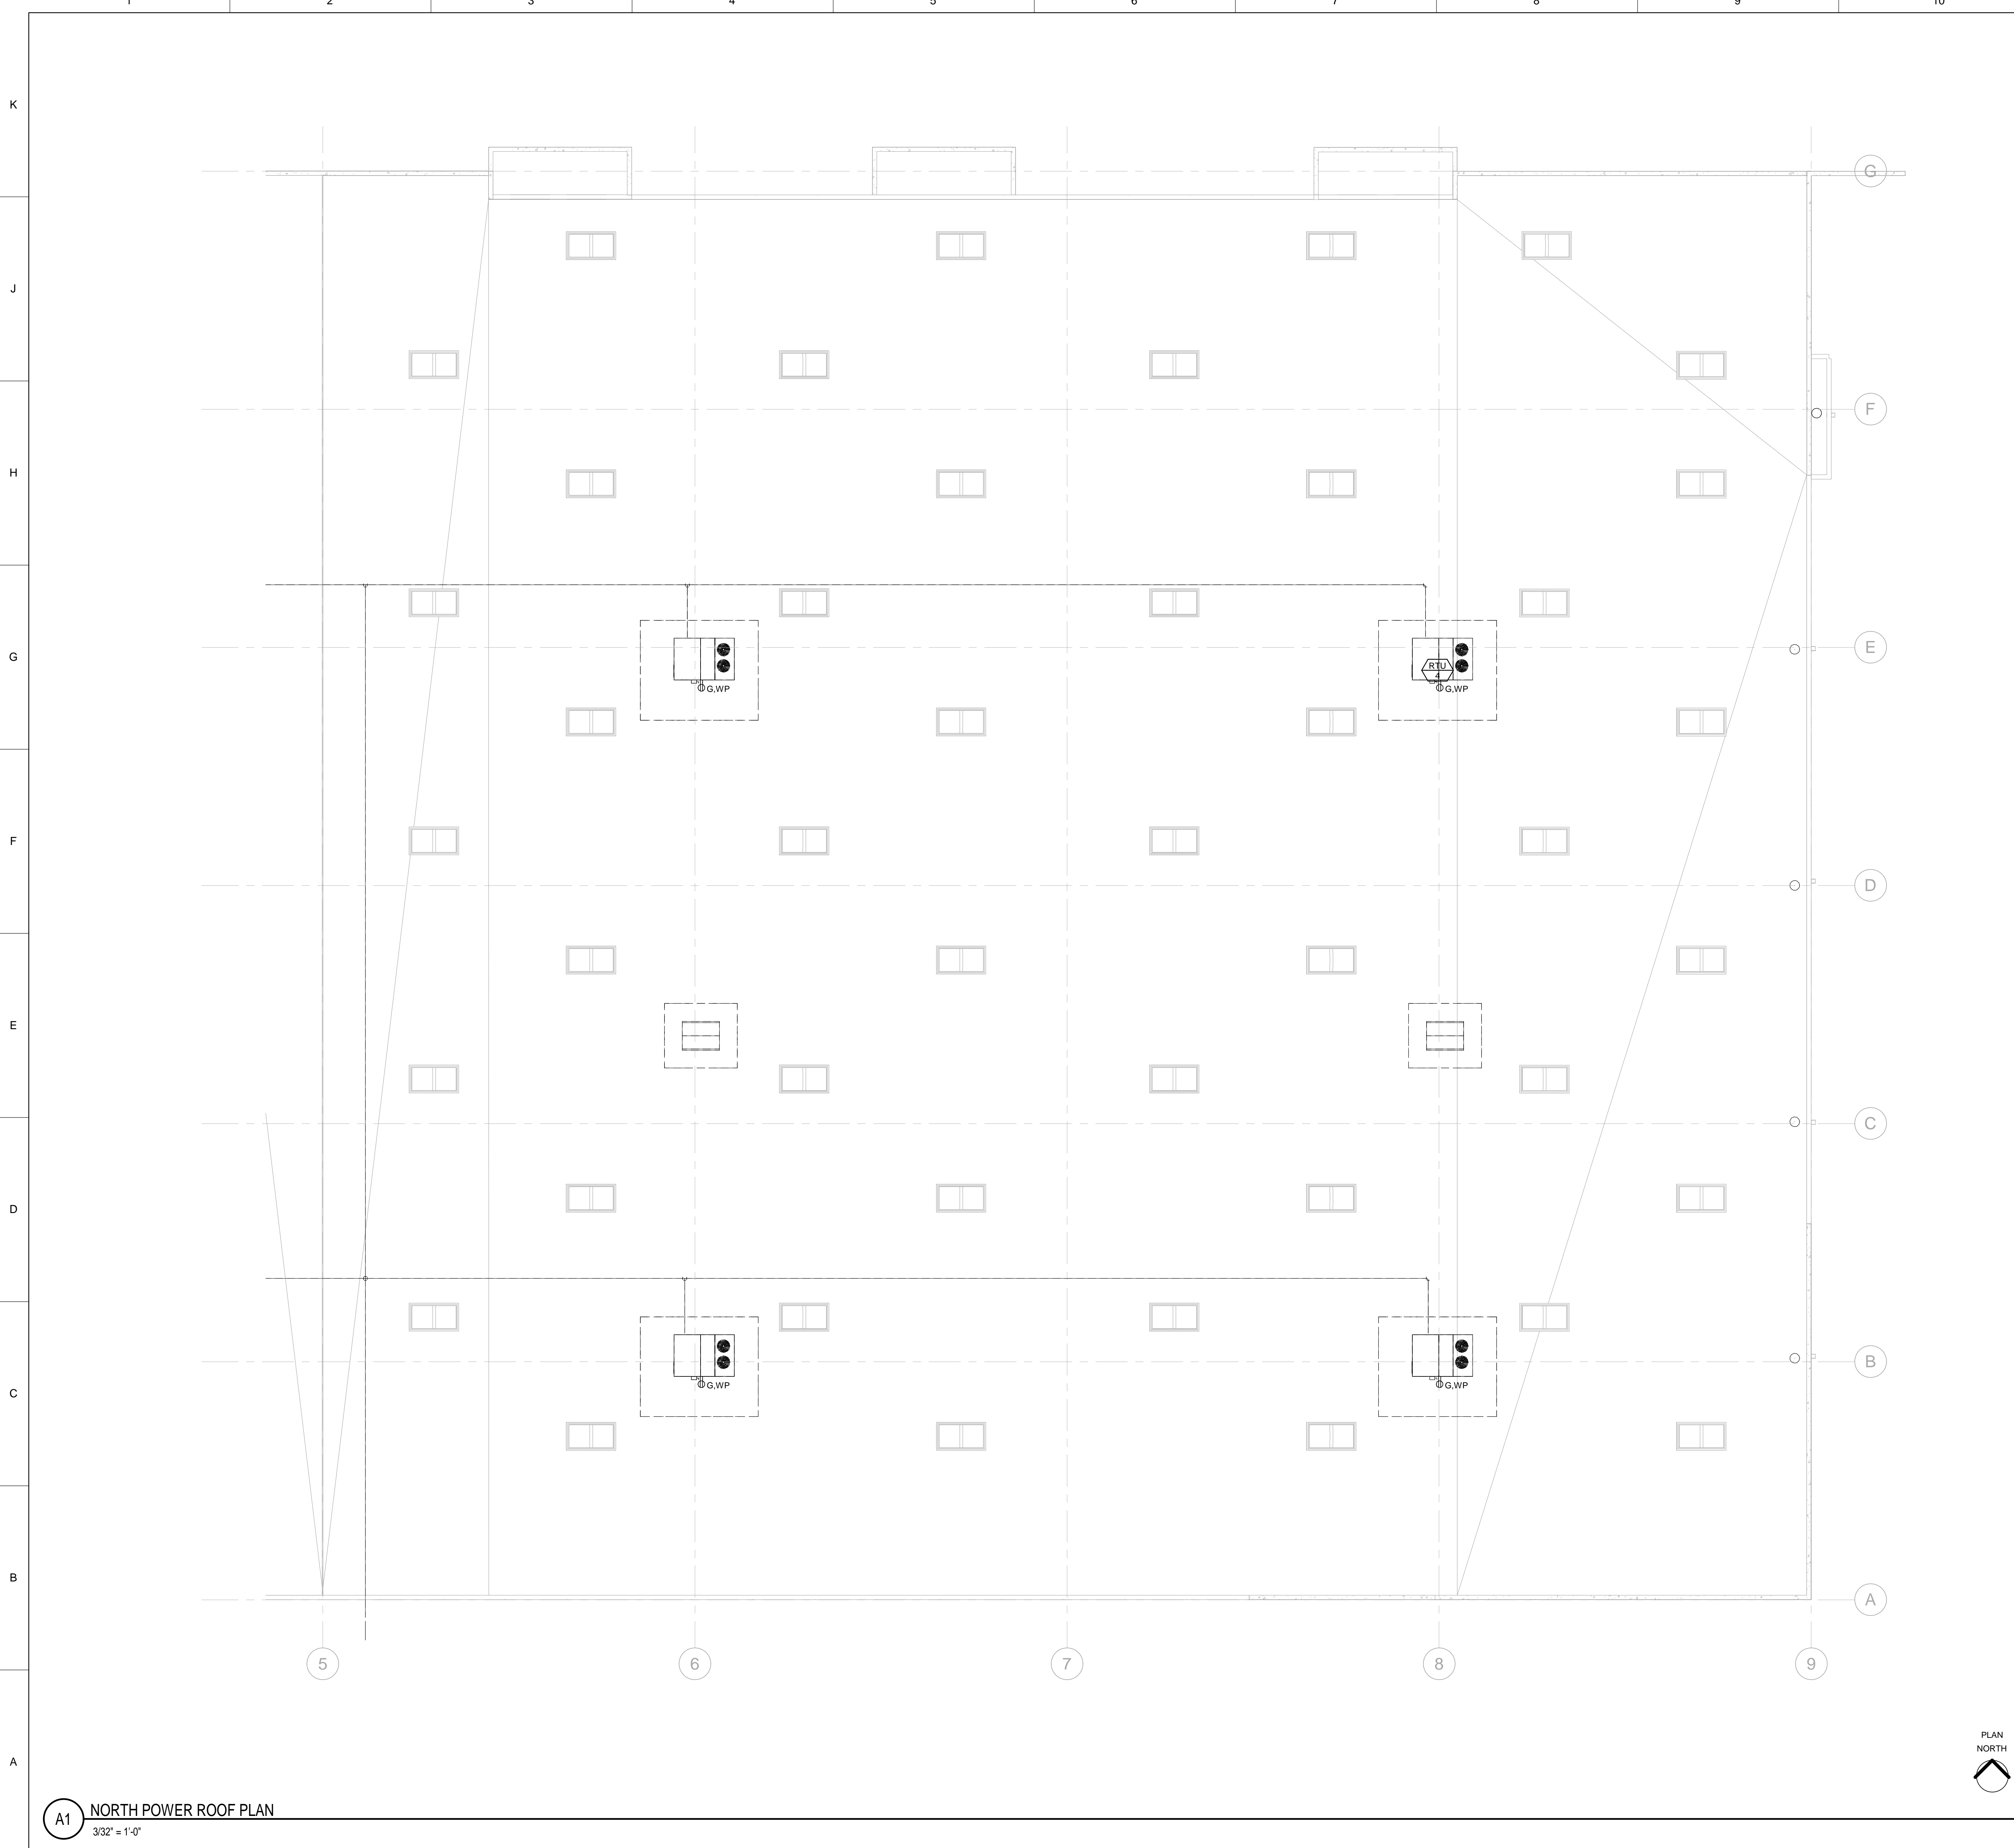 1 2 3 4 5 6 7 8 9 10
K
G
J
F
H
E
G
RTU
4
G,WP G,WP
F
D
E
C
D
B
C
G,WP G,WP
B
A
5 6 7 8 9
A
PLAN
NORTH
A1 NORTH POWER ROOF PLAN
3/32" = 1'-0"